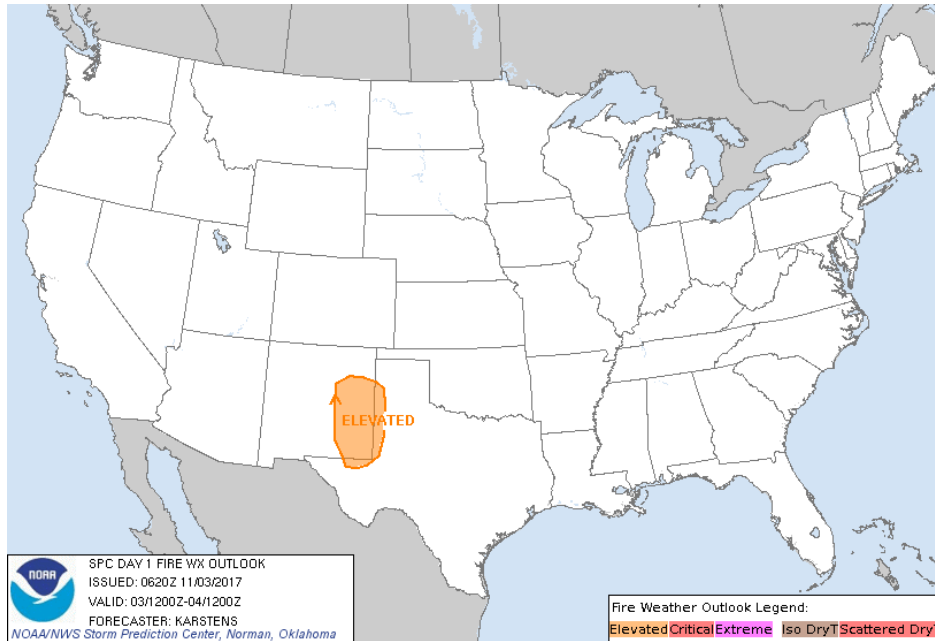 ELEVATED
NOAA
SPC DAY 1 FIRE WX OUTLOOK
ISSUED: 0620Z 11/03/2017
VALID: 03/1200Z-04/1200Z
FORECASTER: KARSTENS
NOAA/NWS Storm Prediction Center, Norman, Oklahoma
Fire Weather Outlook Legend:
Elevated Critical Extreme Iso DryT Scattered DryT